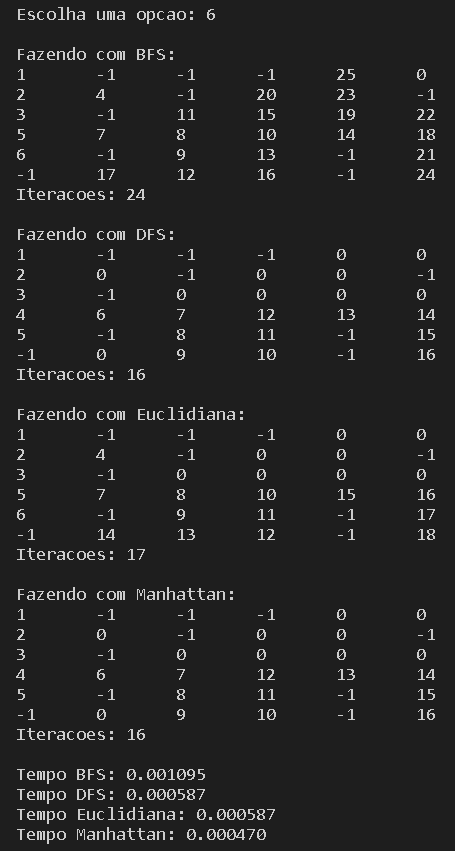 Escolha uma opcao: 6
Fazendo com BFS:
1 -1 -1 -1 25 0
2 4 -1 20 23 -1
3 -1 11 15 19 22
5 7 8 10 14 18
6 -1 9 13 -1 21
-1 17 12 16 -1 24
Iteracoes: 24
Fazendo com DFS:
1 -1 -1 -1 0 0
2 0 -1 0 0 -1
3 -1 0 0 0 0
4 6 7 12 13 14
5 -1 8 11 -1 15
-1 0 9 10 -1 16
Iteracoes: 16
Fazendo com Euclidiana:
1 -1 -1 -1 0 0
2 4 -1 0 0 -1
3 -1 0 0 0 0
5 7 8 10 15 16
6 -1 9 11 -1 17
-1 14 13 12 -1 18
Iteracoes: 17
Fazendo com Manhattan:
1 -1 -1 -1 0 0
2 0 -1 0 0 -1
3 -1 0 0 0 0
4 6 7 12 13 14
5 -1 8 11 -1 15
-1 0 9 10 -1 16
Iteracoes: 16
Tempo BFS: 0.001095
Tempo DFS: 0.000587
Tempo Euclidiana: 0.000587
Tempo Manhattan: 0.000470